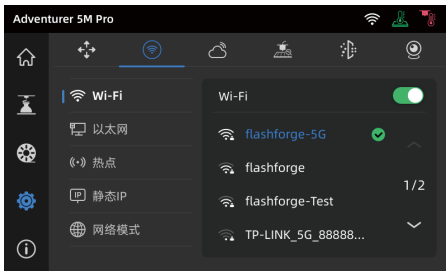 Adventurer 5M Pro
Wi-Fi
以太网
热点
IP 静态IP
网络模式
Wi-Fi
flashforge-5G
flashforge
flashforge-Test
TP-LINK_5G_88888...
1/2